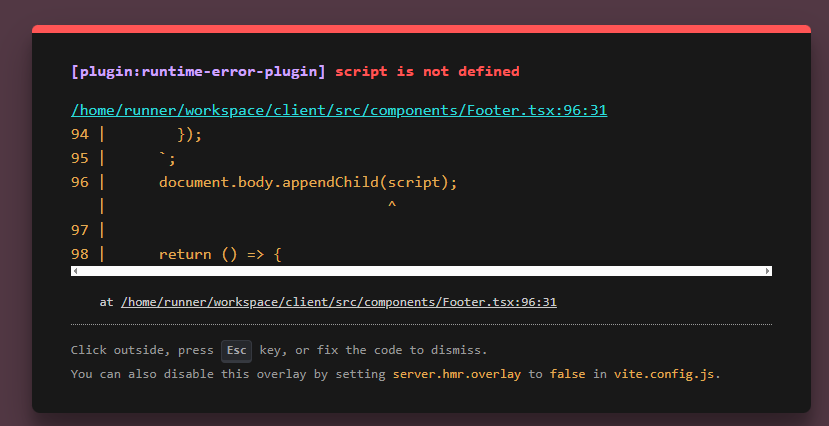 [plugin:runtime-error-plugin] script is not defined
/home/runner/workspace/client/src/components/Footer.tsx:96:31
94 |        });
95 |      `;
96 |      document.body.appendChild(script);
   |                                ^
97 |
98 |      return () => {
at /home/runner/workspace/client/src/components/Footer.tsx:96:31
Click outside, press Esc key, or fix the code to dismiss.
You can also disable this overlay by setting server.hmr.overlay to false in vite.config.js.